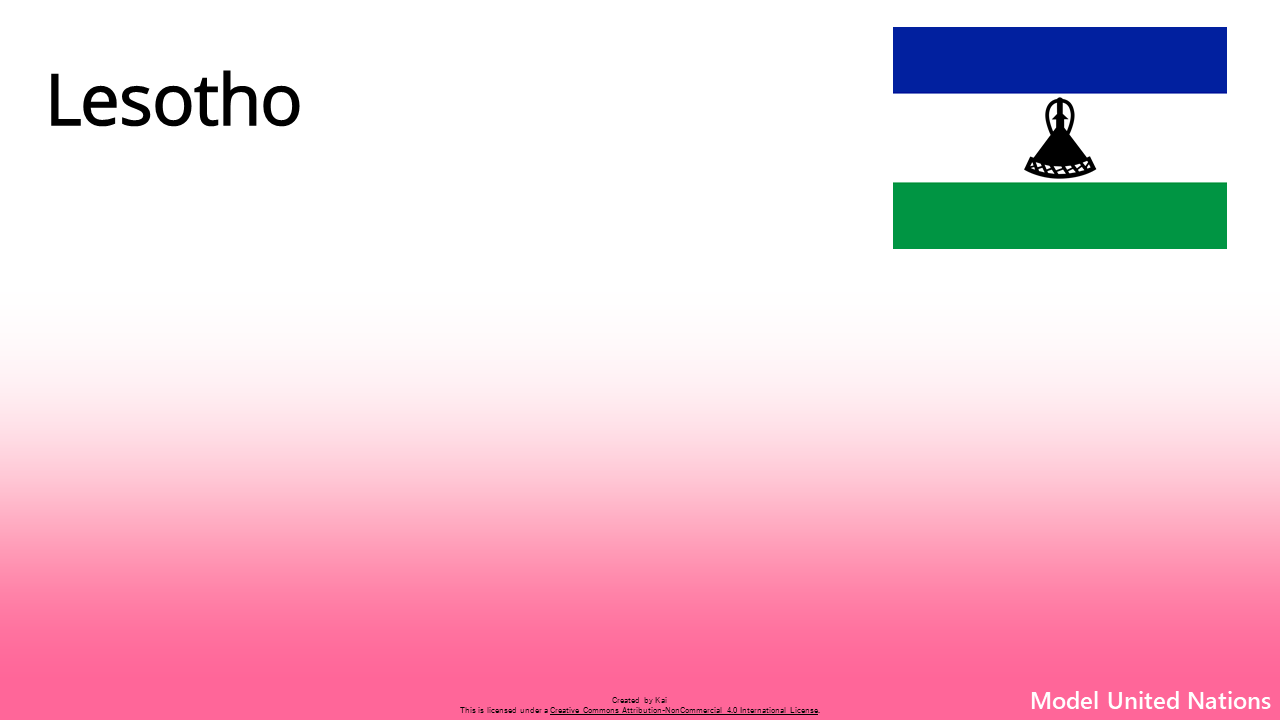 Lesotho
Created by Kai
This is licensed under a Creative Commons Attribution-NonCommercial 4.0 International License.
Model United Nations